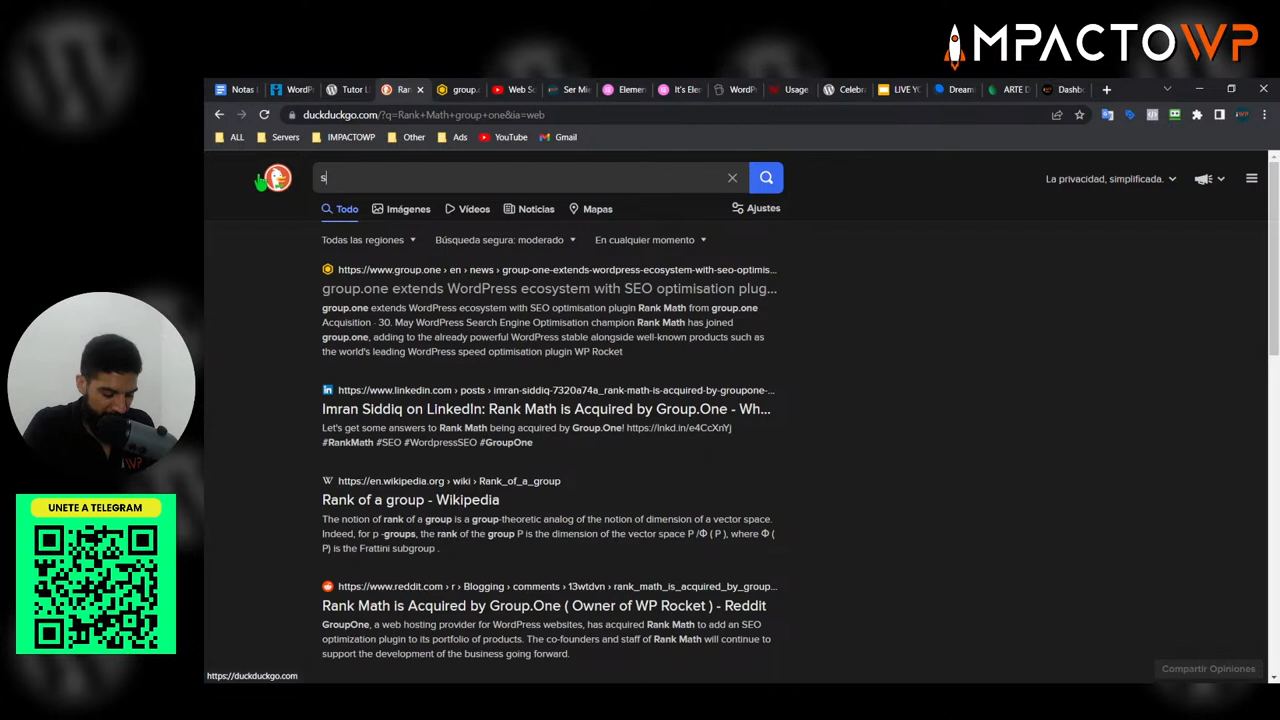 MPACTOWP
Notas
WordPr
Tutor L
Ran
group.
Web Se
Ser Mie
Elemen
It's Elem
WordPr
Usage
Celebra
LIVE YC
Dreami
ARTE D
Dashbo
duckduckgo.com/?q=Rank+Math+group+one&ia=web
ALL
Servers
IMPACTOWP
Other
Ads
YouTube
Gmail
s
La privacidad, simplificada.
Todo
Imágenes
Vídeos
Noticias
Mapas
Ajustes
Todas las regiones
Búsqueda segura: moderado
En cualquier momento
https://www.group.one › en › news › group-one-extends-wordpress-ecosystem-with-seo-optimis...
group.one extends WordPress ecosystem with SEO optimisation plug...
group.one extends WordPress ecosystem with SEO optimisation plugin Rank Math from group.one
Acquisition · 30. May WordPress Search Engine Optimisation champion Rank Math has joined
group.one, adding to the already powerful WordPress stable alongside well-known products such as
the world's leading WordPress speed optimisation plugin WP Rocket
https://www.linkedin.com › posts › imran-siddiq-7320a74a_rank-math-is-acquired-by-groupone-...
Imran Siddiq on LinkedIn: Rank Math is Acquired by Group.One - Wh...
Let's get some answers to Rank Math being acquired by Group.One! https://lnkd.in/e4CcXnYj
#RankMath #SEO #WordpressSEO #GroupOne
https://en.wikipedia.org › wiki › Rank_of_a_group
Rank of a group - Wikipedia
The notion of rank of a group is a group-theoretic analog of the notion of dimension of a vector space.
Indeed, for p -groups, the rank of the group P is the dimension of the vector space P /Φ ( P ), where Φ (
P) is the Frattini subgroup .
https://www.reddit.com › r › Blogging › comments › 13wtdvn › rank_math_is_acquired_by_group...
Rank Math is Acquired by Group.One ( Owner of WP Rocket ) - Reddit
GroupOne, a web hosting provider for WordPress websites, has acquired Rank Math to add an SEO
optimization plugin to its portfolio of products. The co-founders and staff of Rank Math will continue to
support the development of the business going forward.
Compartir Opiniones
https://duckduckgo.com
UNETE A TELEGRAM